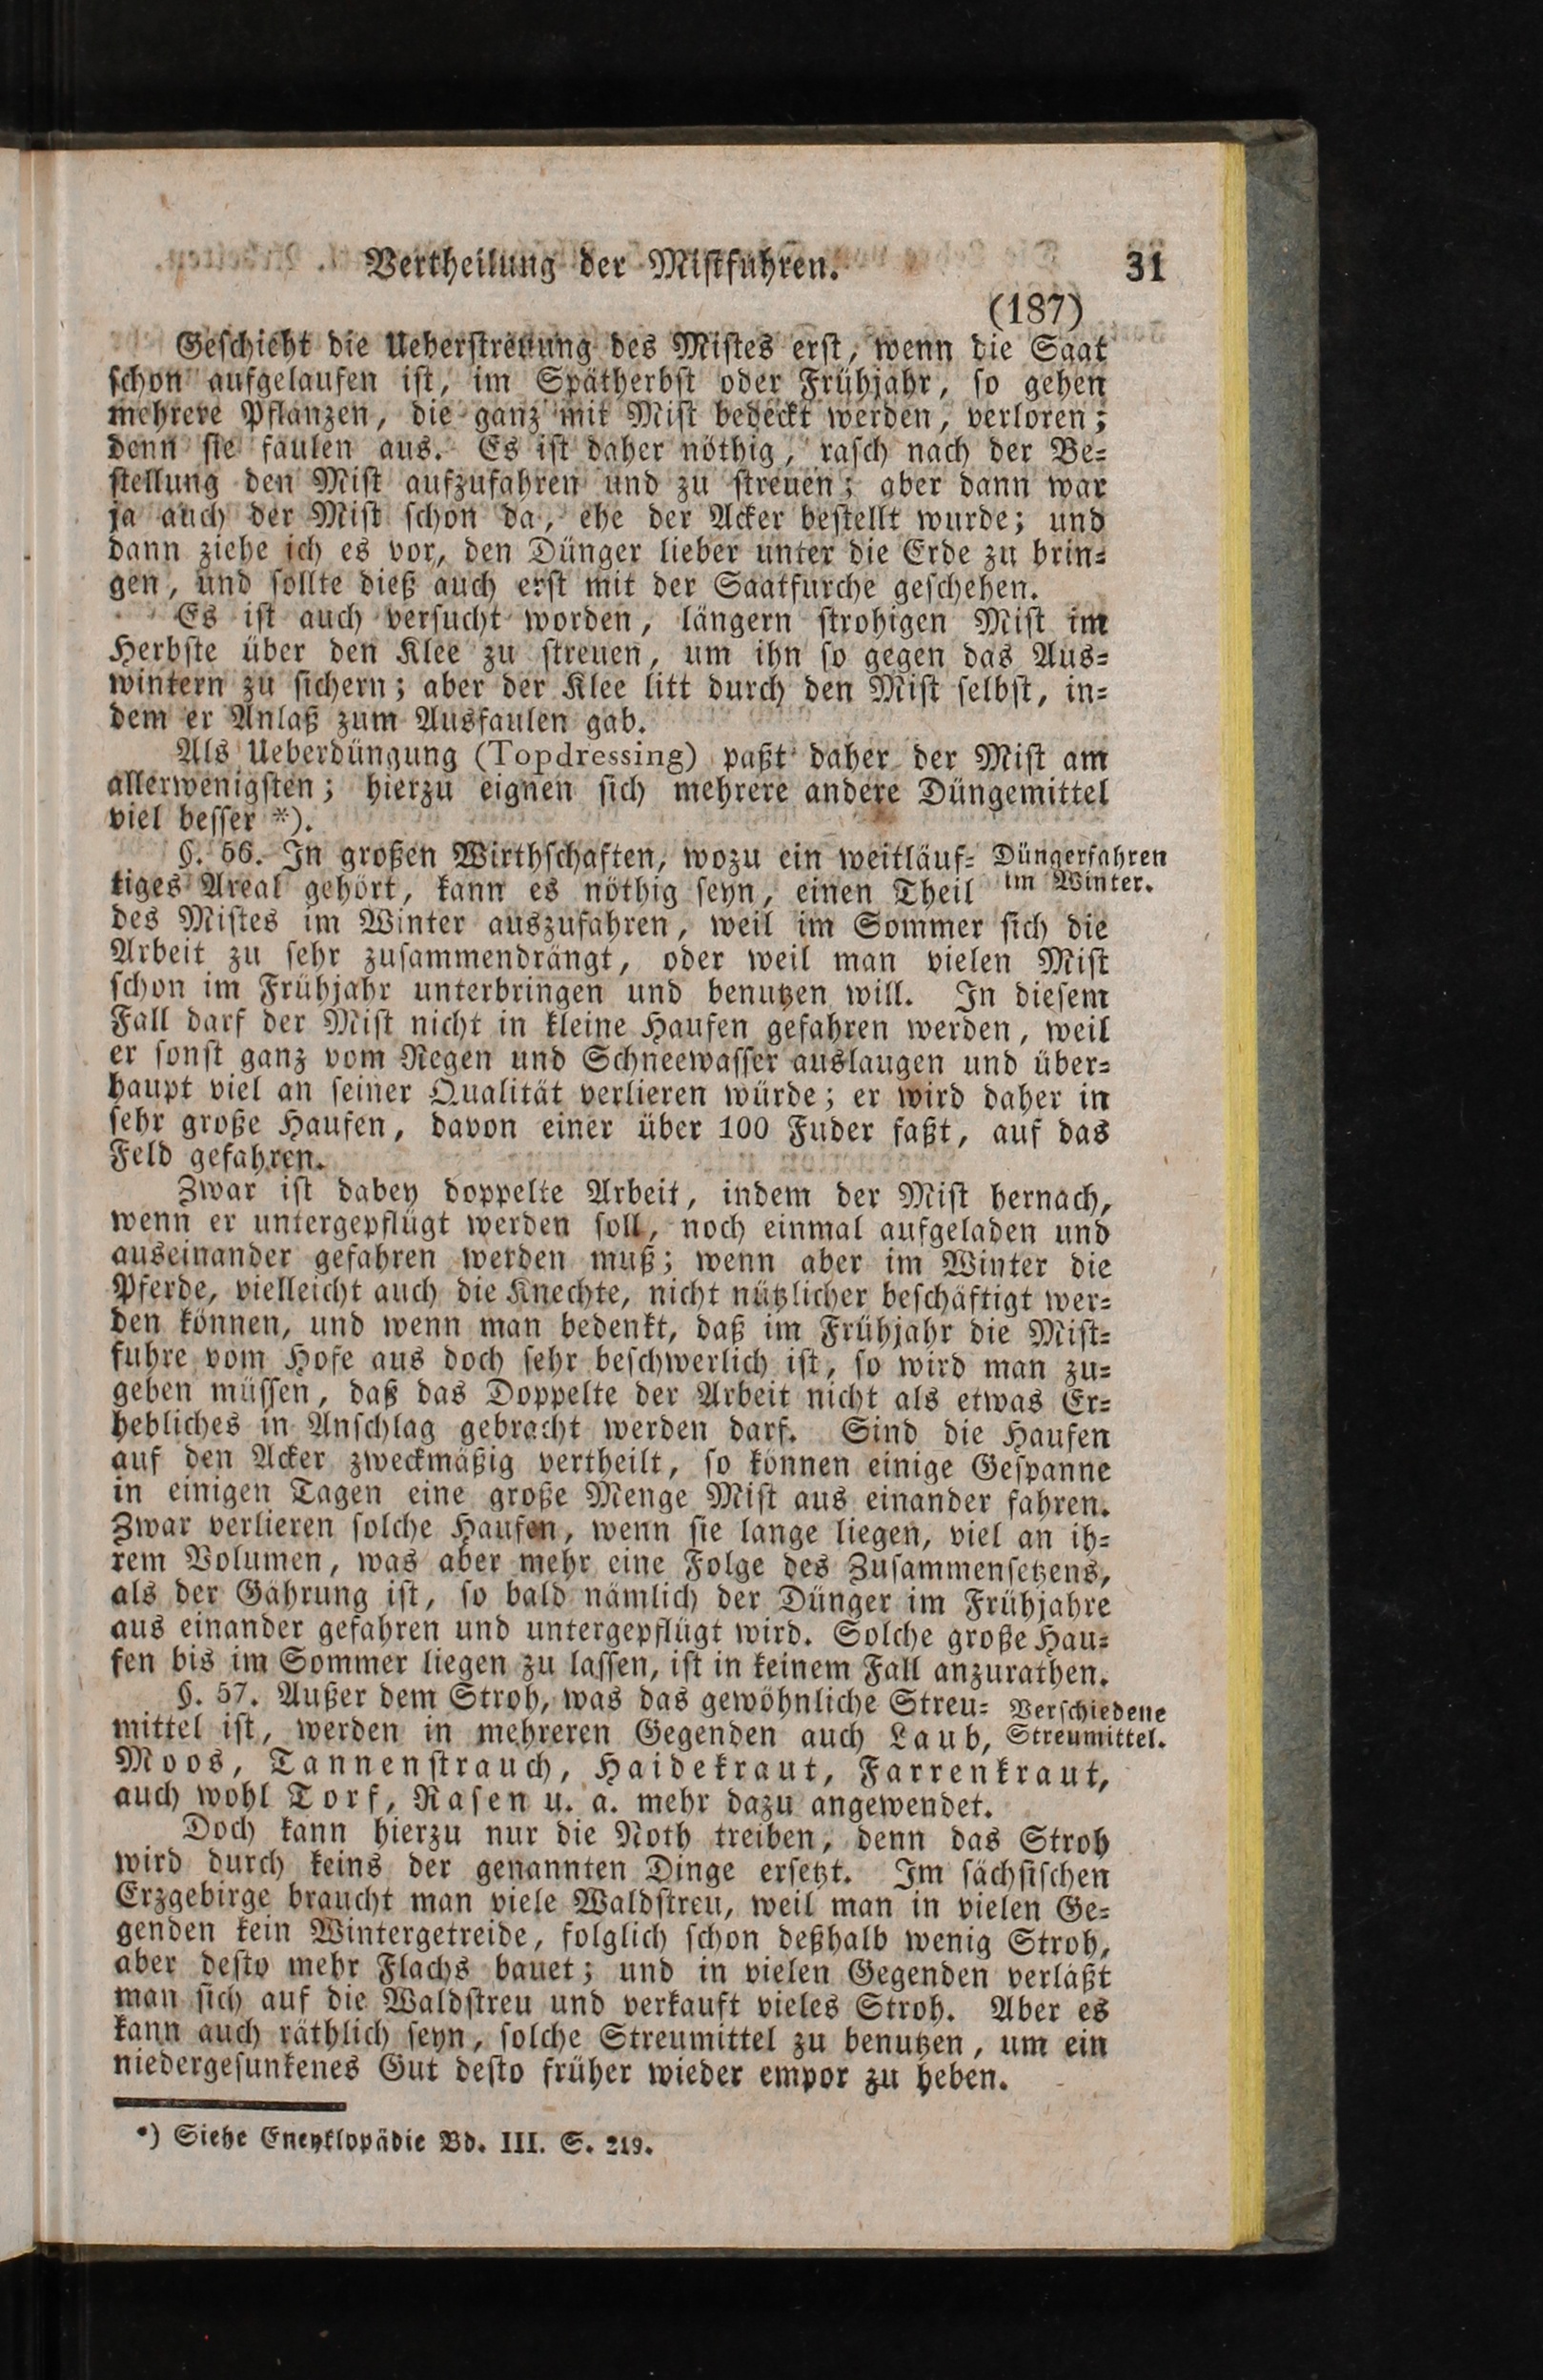 Vertheilung der Mistfuhren. 31
(187)
Geschieht die Ueberstreuung des Mistes erst, wenn die Saat
schon aufgelaufen ist, im Spätherbst oder Frühjahr, so gehen
mehrere Pflanzen, die ganz mit Mist bedeckt werden, verloren;
denn sie faulen aus. Es ist daher nöthig, rasch nach der Be=
stellung den Mist aufzufahren und zu streuen; aber dann war
ja auch der Mist schon da, ehe der Acker bestellt wurde; und
dann ziehe ich es vor, den Dünger lieber unter die Erde zu brin=
gen, und sollte dieß auch erst mit der Saatfurche geschehen.
Es ist auch versucht worden, längern strohigen Mist im
Herbste über den Klee zu streuen, um ihn so gegen das Aus=
wintern zu sichern; aber der Klee litt durch den Mist selbst, in=
dem er Anlaß zum Ausfaulen gab.
Als Ueberdüngung (Topdressing) paßt daher der Mist am
allerwenigsten; hierzu eignen sich mehrere andere Düngemittel
viel besser *).
§. 56. In großen Wirthschaften, wozu ein weitläuf= Düngerfahren
tiges Areal gehört, kann es nöthig seyn, einen Theil im Winter.
des Mistes im Winter auszufahren, weil im Sommer sich die
Arbeit zu sehr zusammendrängt, oder weil man vielen Mist
schon im Frühjahr unterbringen und benutzen will. In diesem
Fall darf der Mist nicht in kleine Haufen gefahren werden, weil
er sonst ganz vom Regen und Schneewasser auslaugen und über=
haupt viel an seiner Qualität verlieren würde; er wird daher in
sehr große Haufen, davon einer über 100 Fuder faßt, auf das
Feld gefahren.
Zwar ist dabey doppelte Arbeit, indem der Mist hernach,
wenn er untergepflügt werden soll, noch einmal aufgeladen und
auseinander gefahren werden muß; wenn aber im Winter die
Pferde, vielleicht auch die Knechte, nicht nützlicher beschäftigt wer=
den können, und wenn man bedenkt, daß im Frühjahr die Mist=
fuhre vom Hofe aus doch sehr beschwerlich ist, so wird man zu=
geben müssen, daß das Doppelte der Arbeit nicht als etwas Er=
hebliches in Anschlag gebracht werden darf. Sind die Haufen
auf den Acker zweckmäßig vertheilt, so können einige Gespanne
in einigen Tagen eine große Menge Mist aus einander fahren.
Zwar verlieren solche Haufen, wenn sie lange liegen, viel an ih=
rem Volumen, was aber mehr eine Folge des Zusammensetzens,
als der Gährung ist, so bald nämlich der Dünger im Frühjahre
aus einander gefahren und untergepflügt wird. Solche große Hau=
fen bis im Sommer liegen zu lassen, ist in keinem Fall anzurathen.
§. 57. Außer dem Stroh, was das gewöhnliche Streu= Verschiedene
mittel ist, werden in mehreren Gegenden auch Laub, Streumittel.
Moos, Tannenstrauch, Haidekraut, Farrenkraut,
auch wohl Torf, Rasen u. a. mehr dazu angewendet.
Doch kann hierzu nur die Noth treiben, denn das Stroh
wird durch keins der genannten Dinge ersetzt. Im sächsischen
Erzgebirge braucht man viele Waldstreu, weil man in vielen Ge=
genden kein Wintergetreide, folglich schon deßhalb wenig Stroh,
aber desto mehr Flachs bauet; und in vielen Gegenden verläßt
man sich auf die Waldstreu und verkauft vieles Stroh. Aber es
kann auch räthlich seyn, solche Streumittel zu benutzen, um ein
niedergesunkenes Gut desto früher wieder empor zu heben.
*) Siehe Encyklopädie Bd. III. S. 219.